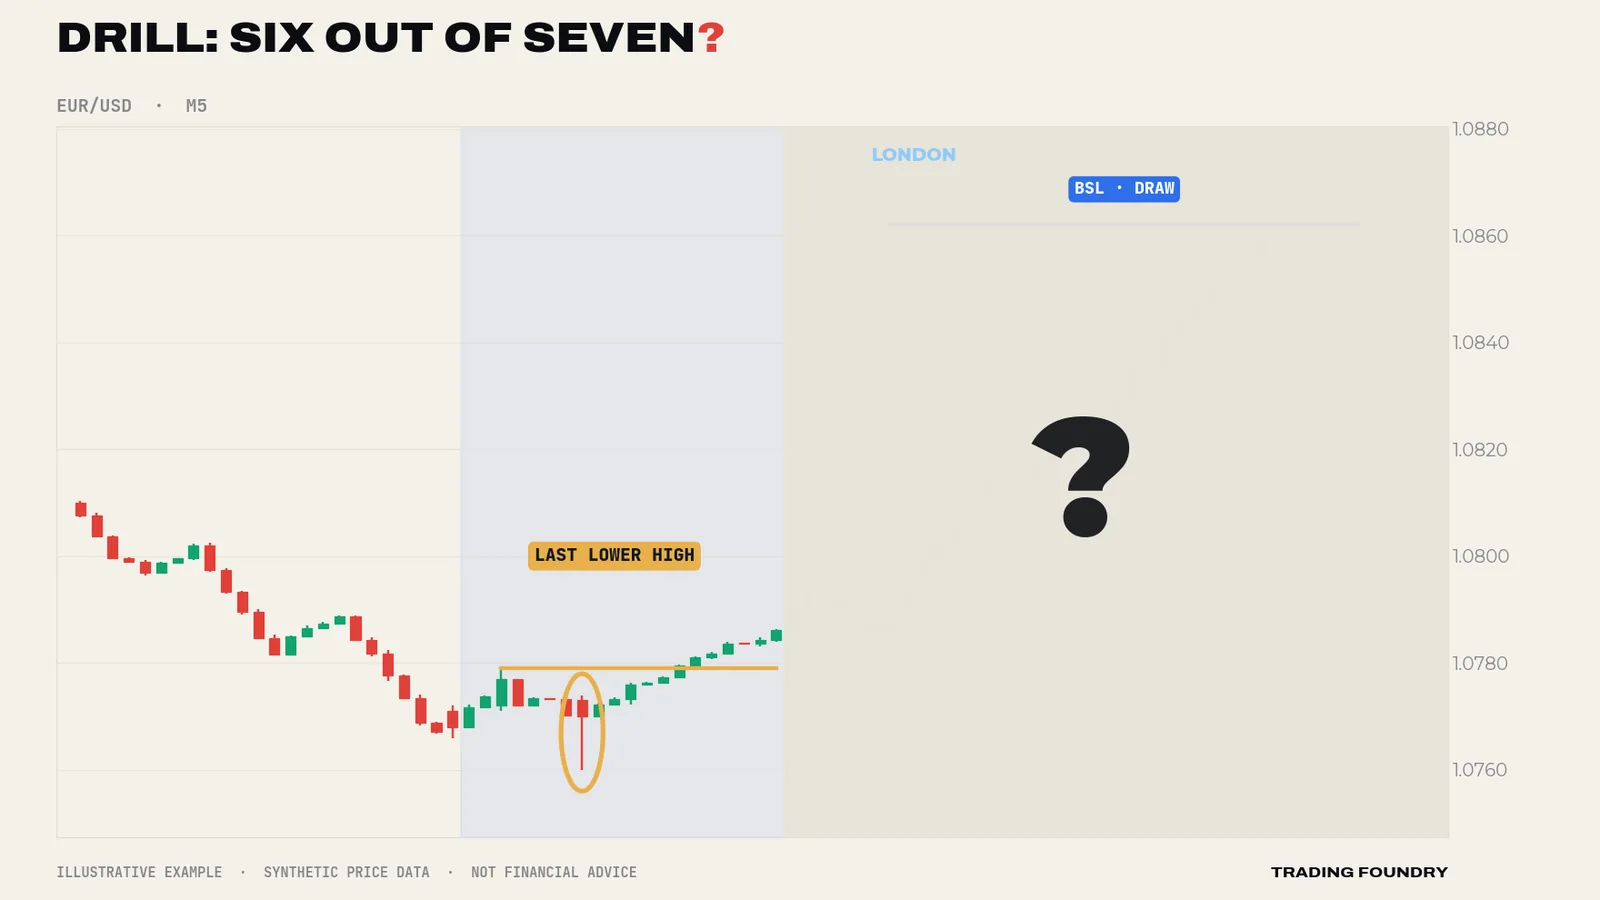 DRILL: SIX OUT OF SEVEN?
EUR/USD · M5
1.0880
LONDON
BSL · DRAW
1.0860
1.0840
1.0820
LAST LOWER HIGH
1.0800
1.0780
1.0760
?
ILLUSTRATIVE EXAMPLE · SYNTHETIC PRICE DATA · NOT FINANCIAL ADVICE
TRADING FOUNDRY